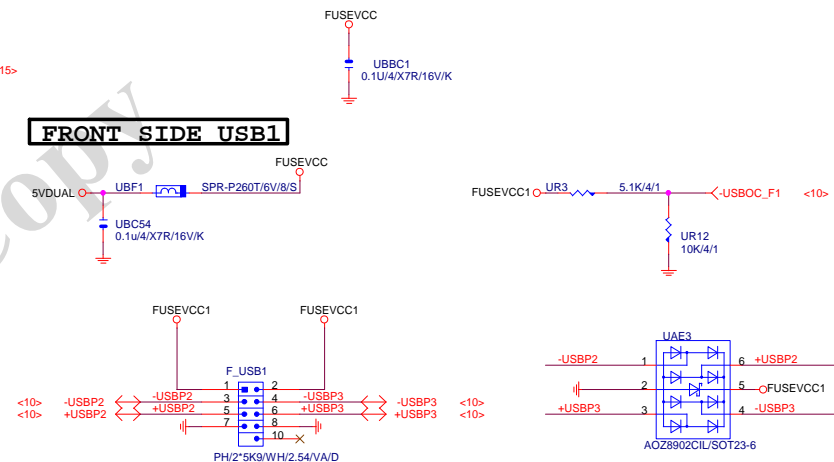 FUSEVCC
UBBC1
0.1U/4/X7R/16V/K
15>
FRONT SIDE USB1
FUSEVCC
5VDUAL
UBF1
SPR-P260T/6V/8/S
UBC54
0.1u/4/X7R/16V/K
FUSEVCC1
UR3
5.1K/4/1
-USBOC_F1
<10>
UR12
10K/4/1
Copy
FUSEVCC1
FUSEVCC1
F_USB1
1
2
<10>
-USBP2
-USBP2
3
4
-USBP3
-USBP3
<10>
<10>
+USBP2
+USBP2
5
6
+USBP3
+USBP3
<10>
7
8
10
PH/2*5K9/WH/2.54/VA/D
UAE3
-USBP2
1
6
+USBP2
2
5
FUSEVCC1
+USBP3
3
4
-USBP3
AOZ8902CIL/SOT23-6